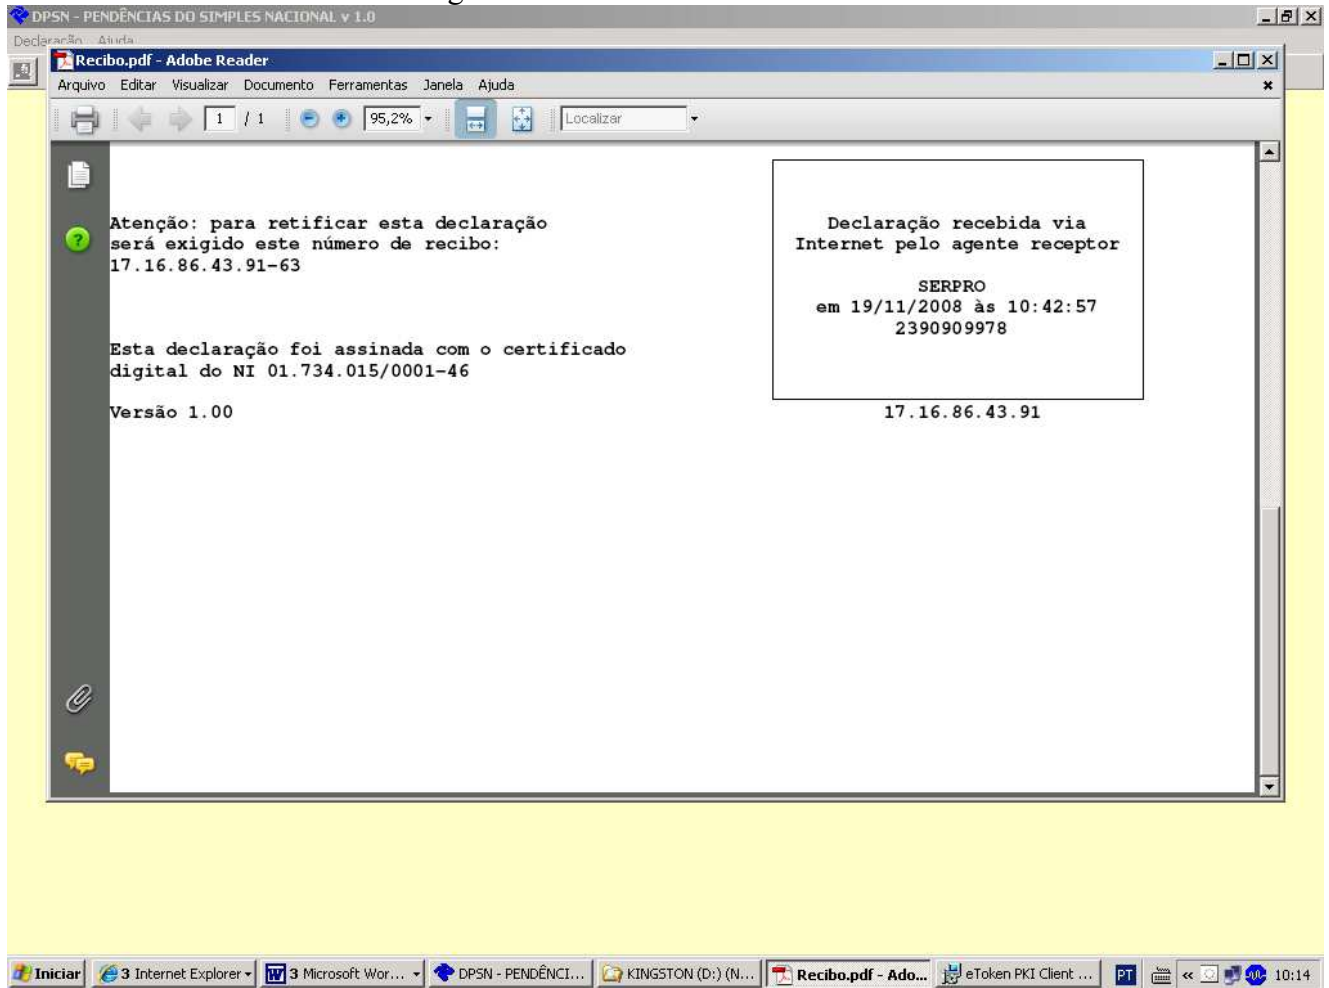 DPSN - PENDÊNCIAS DO SIMPLES NACIONAL v 1.0
Declaração Ajuda
Recibo.pdf - Adobe Reader
Arquivo Editar Visualizar Documento Ferramentas Janela Ajuda
1 / 1 95,2% Localizar
Atenção: para retificar esta declaração
será exigido este número de recibo:
17.16.86.43.91-63
Esta declaração foi assinada com o certificado
digital do NI 01.734.015/0001-46
Versão 1.00
Declaração recebida via
Internet pelo agente receptor
SERPRO
em 19/11/2008 às 10:42:57
2390909978
17.16.86.43.91
Iniciar 3 Internet Explorer 3 Microsoft Wor... DPSN - PENDÊNCI... KINGSTON (D:) (N... Recibo.pdf - Ado... eToken PKI Client ... PT « 10:14